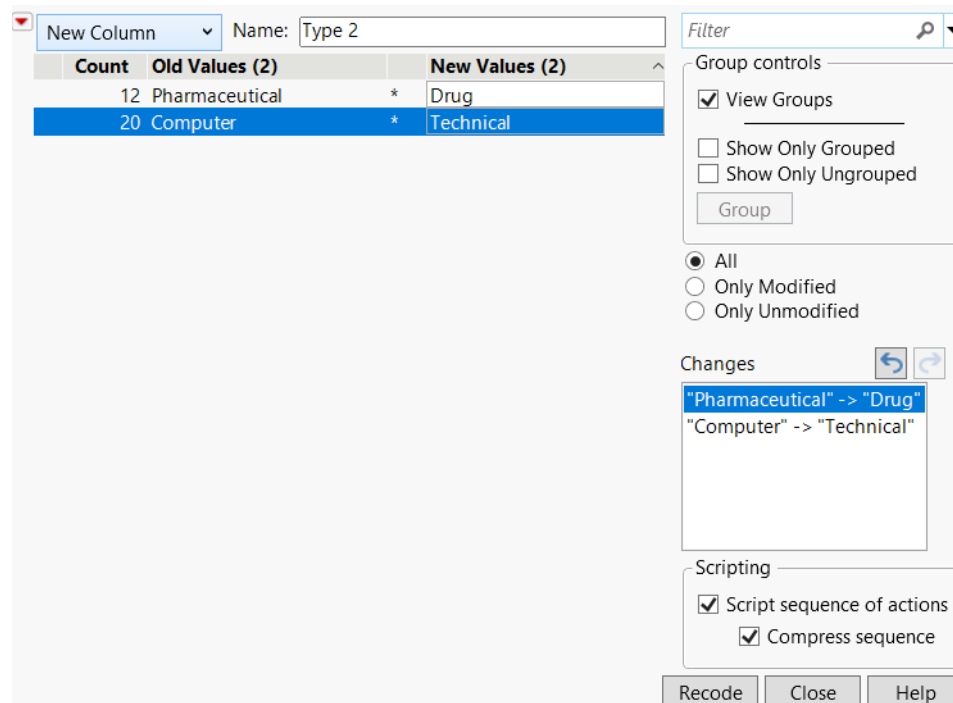 New Column Name: Type 2
Count Old Values (2) New Values (2)
12 Pharmaceutical * Drug
20 Computer * Technical
Filter
Group controls
View Groups
Show Only Grouped
Show Only Ungrouped
Group
All
Only Modified
Only Unmodified
Changes
"Pharmaceutical" -> "Drug"
"Computer" -> "Technical"
Scripting
Script sequence of actions
Compress sequence
Recode Close Help